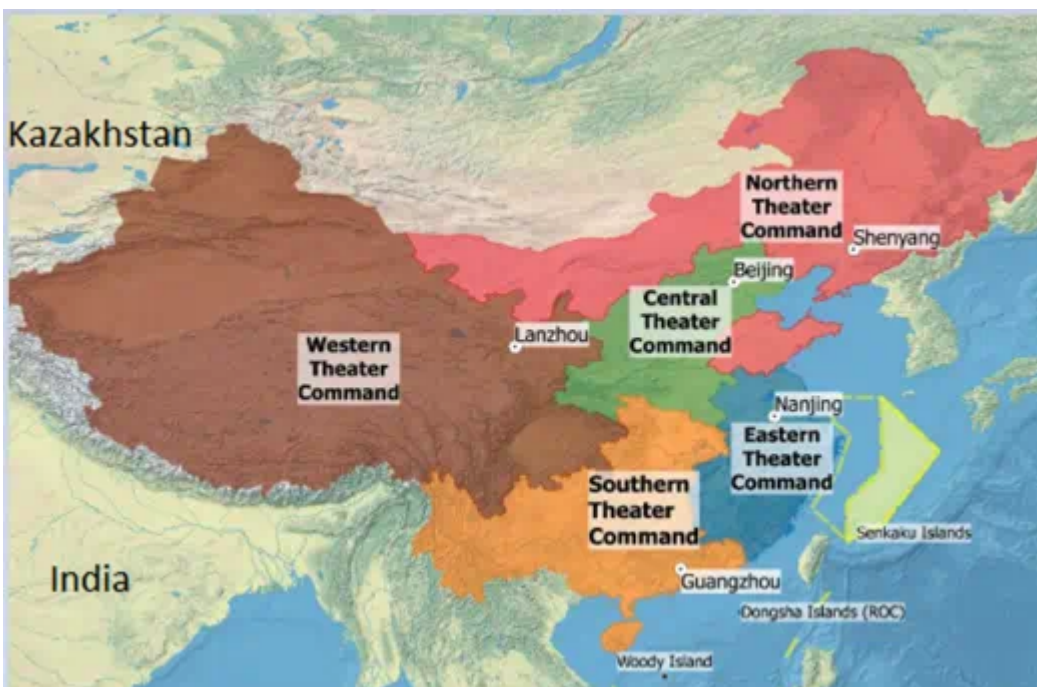 Kazakhstan
Northern
Theater
Command
Shenyang
Beijing
Central
Theater
Command
Lanzhou
Western
Theater
Command
Nanjing
Eastern
Theater
Command
Southern
Theater
Command
Senkaku Islands
India
Guangzhou
Dongsha Islands (ROC)
Woody Island